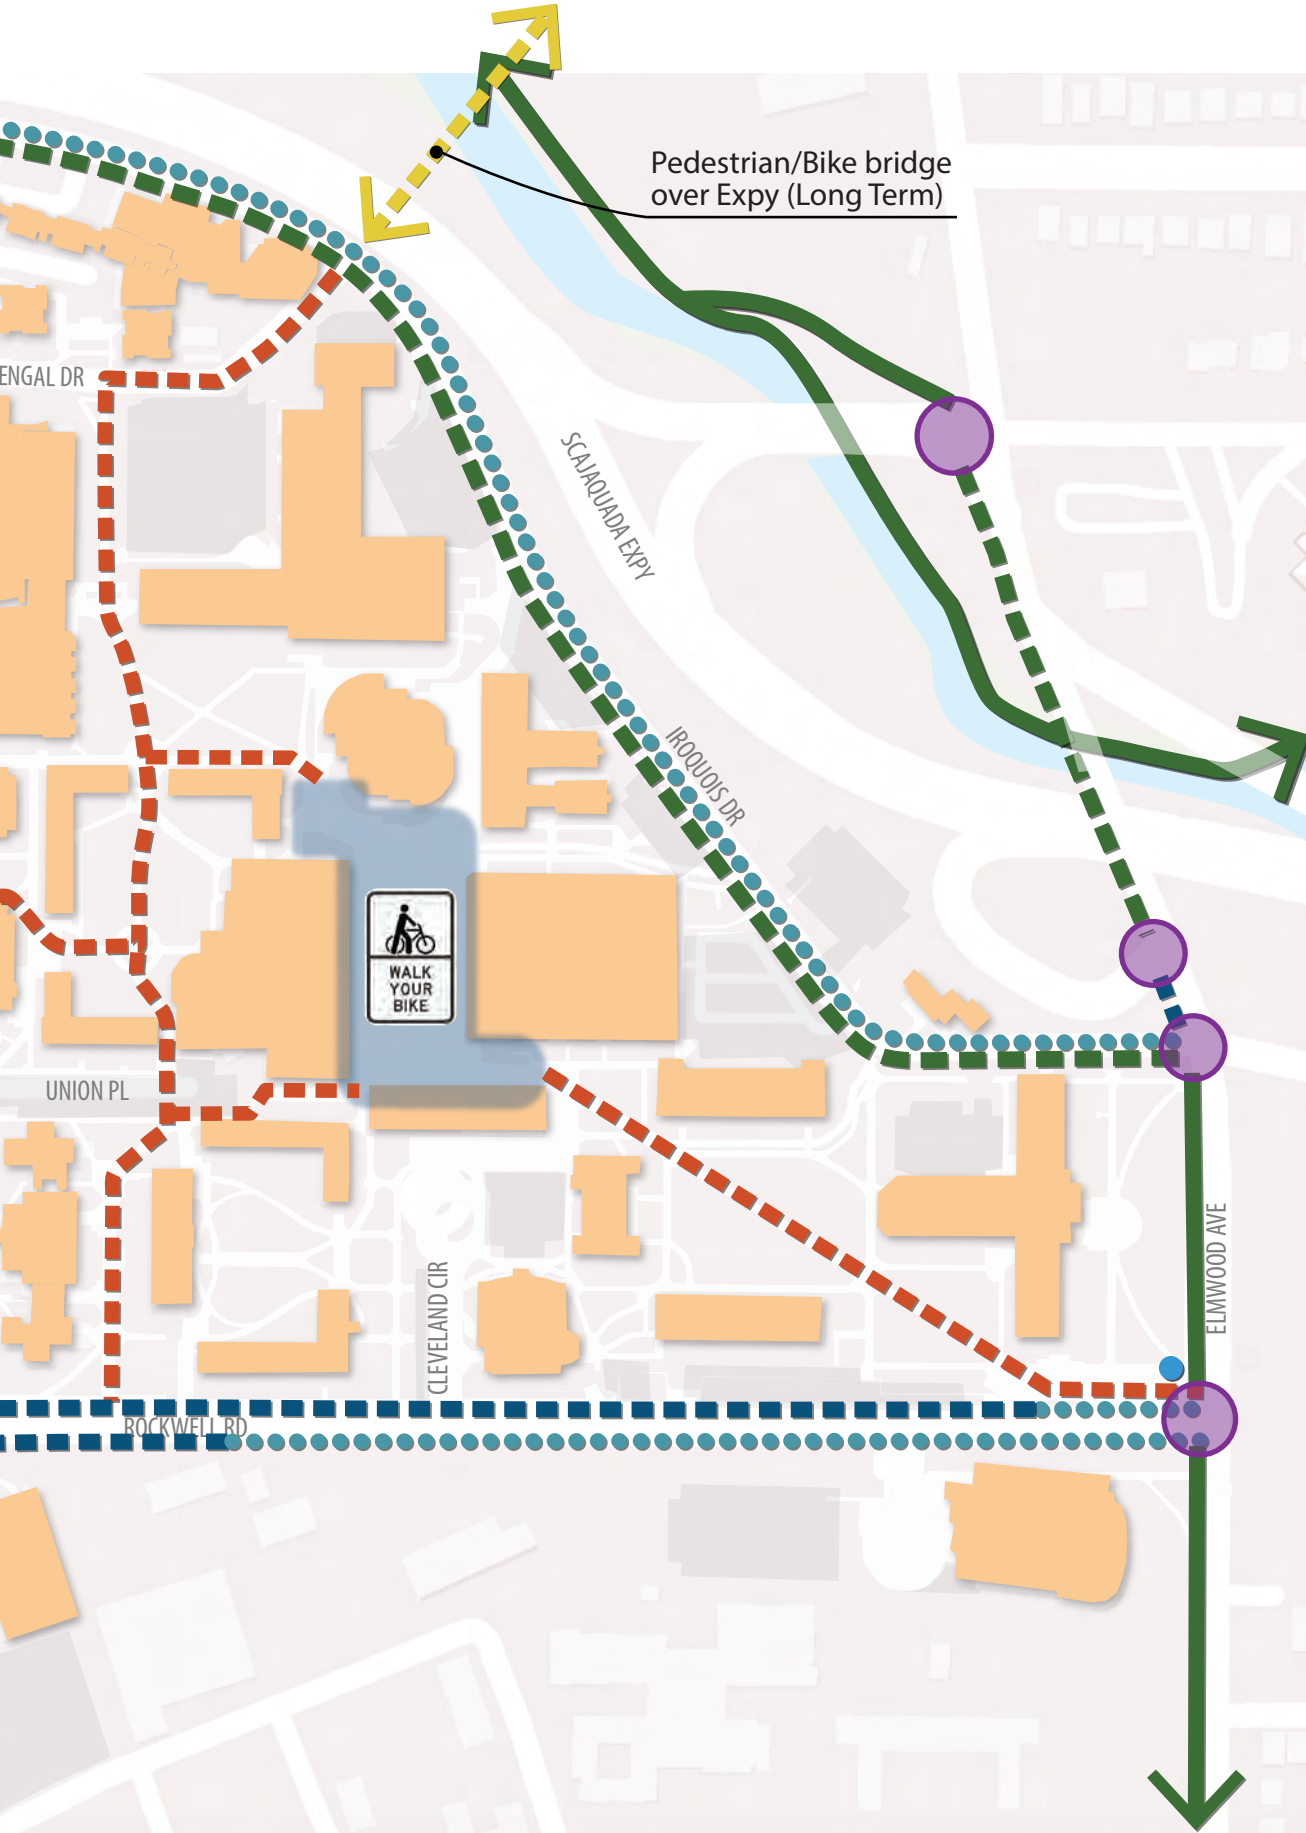 Pedestrian/Bike bridge
over Expy (Long Term)
ENGAL DR
SCAJAQUADA EXPY
IROQUOIS DR
WALK
YOUR
BIKE
UNION PL
ELMWOOD AVE
CLEVELAND CIR
ROCKWELL RD